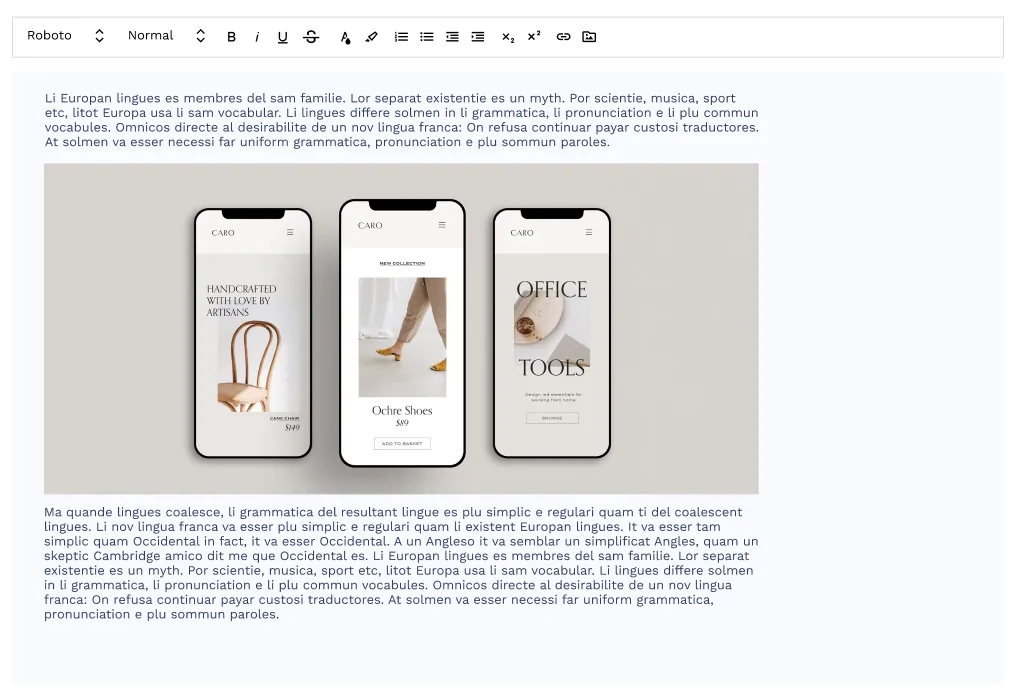 Roboto Normal B i U S x₂ x²
Li Europan lingues es membres del sam familie. Lor separat existentie es un myth. Por scientie, musica, sport
etc, litot Europa usa li sam vocabular. Li lingues differe solmen in li grammatica, li pronunciation e li plu commun
vocabules. Omnicos directe al desirabilite de un nov lingua franca: On refusa continuar payar custosi traductores.
At solmen va esser necessi far uniform grammatica, pronunciation e plu sommun paroles.
CARO
HANDCRAFTED
WITH LOVE BY
ARTISANS
CANE CHAIR
$149
CARO
NEW COLLECTION
Ochre Shoes
$89
ADD TO BASKET
CARO
OFFICE
TOOLS
Design-led essentials for
working from home
BROWSE
Ma quande lingues coalesce, li grammatica del resultant lingue es plu simplic e regulari quam ti del coalescent
lingues. Li nov lingua franca va esser plu simplic e regulari quam li existent Europan lingues. It va esser tam
simplic quam Occidental in fact, it va esser Occidental. A un Angleso it va semblar un simplificat Angles, quam un
skeptic Cambridge amico dit me que Occidental es. Li Europan lingues es membres del sam familie. Lor separat
existentie es un myth. Por scientie, musica, sport etc, litot Europa usa li sam vocabular. Li lingues differe solmen
in li grammatica, li pronunciation e li plu commun vocabules. Omnicos directe al desirabilite de un nov lingua
franca: On refusa continuar payar custosi traductores. At solmen va esser necessi far uniform grammatica,
pronunciation e plu sommun paroles.